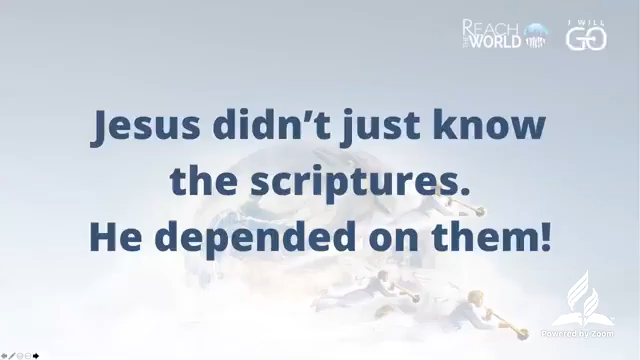 REACH
THE WORLD
I WILL
GO
Jesus didn’t just know
the scriptures.
He depended on them!
Powered by Zoom